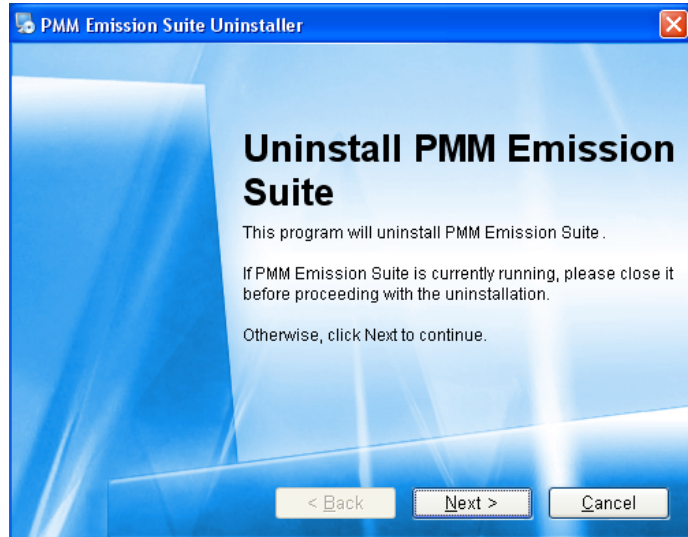 PMM Emission Suite Uninstaller
Uninstall PMM Emission
Suite
This program will uninstall PMM Emission Suite.
If PMM Emission Suite is currently running, please close it
before proceeding with the uninstallation.
Otherwise, click Next to continue.
< Back
Next >
Cancel